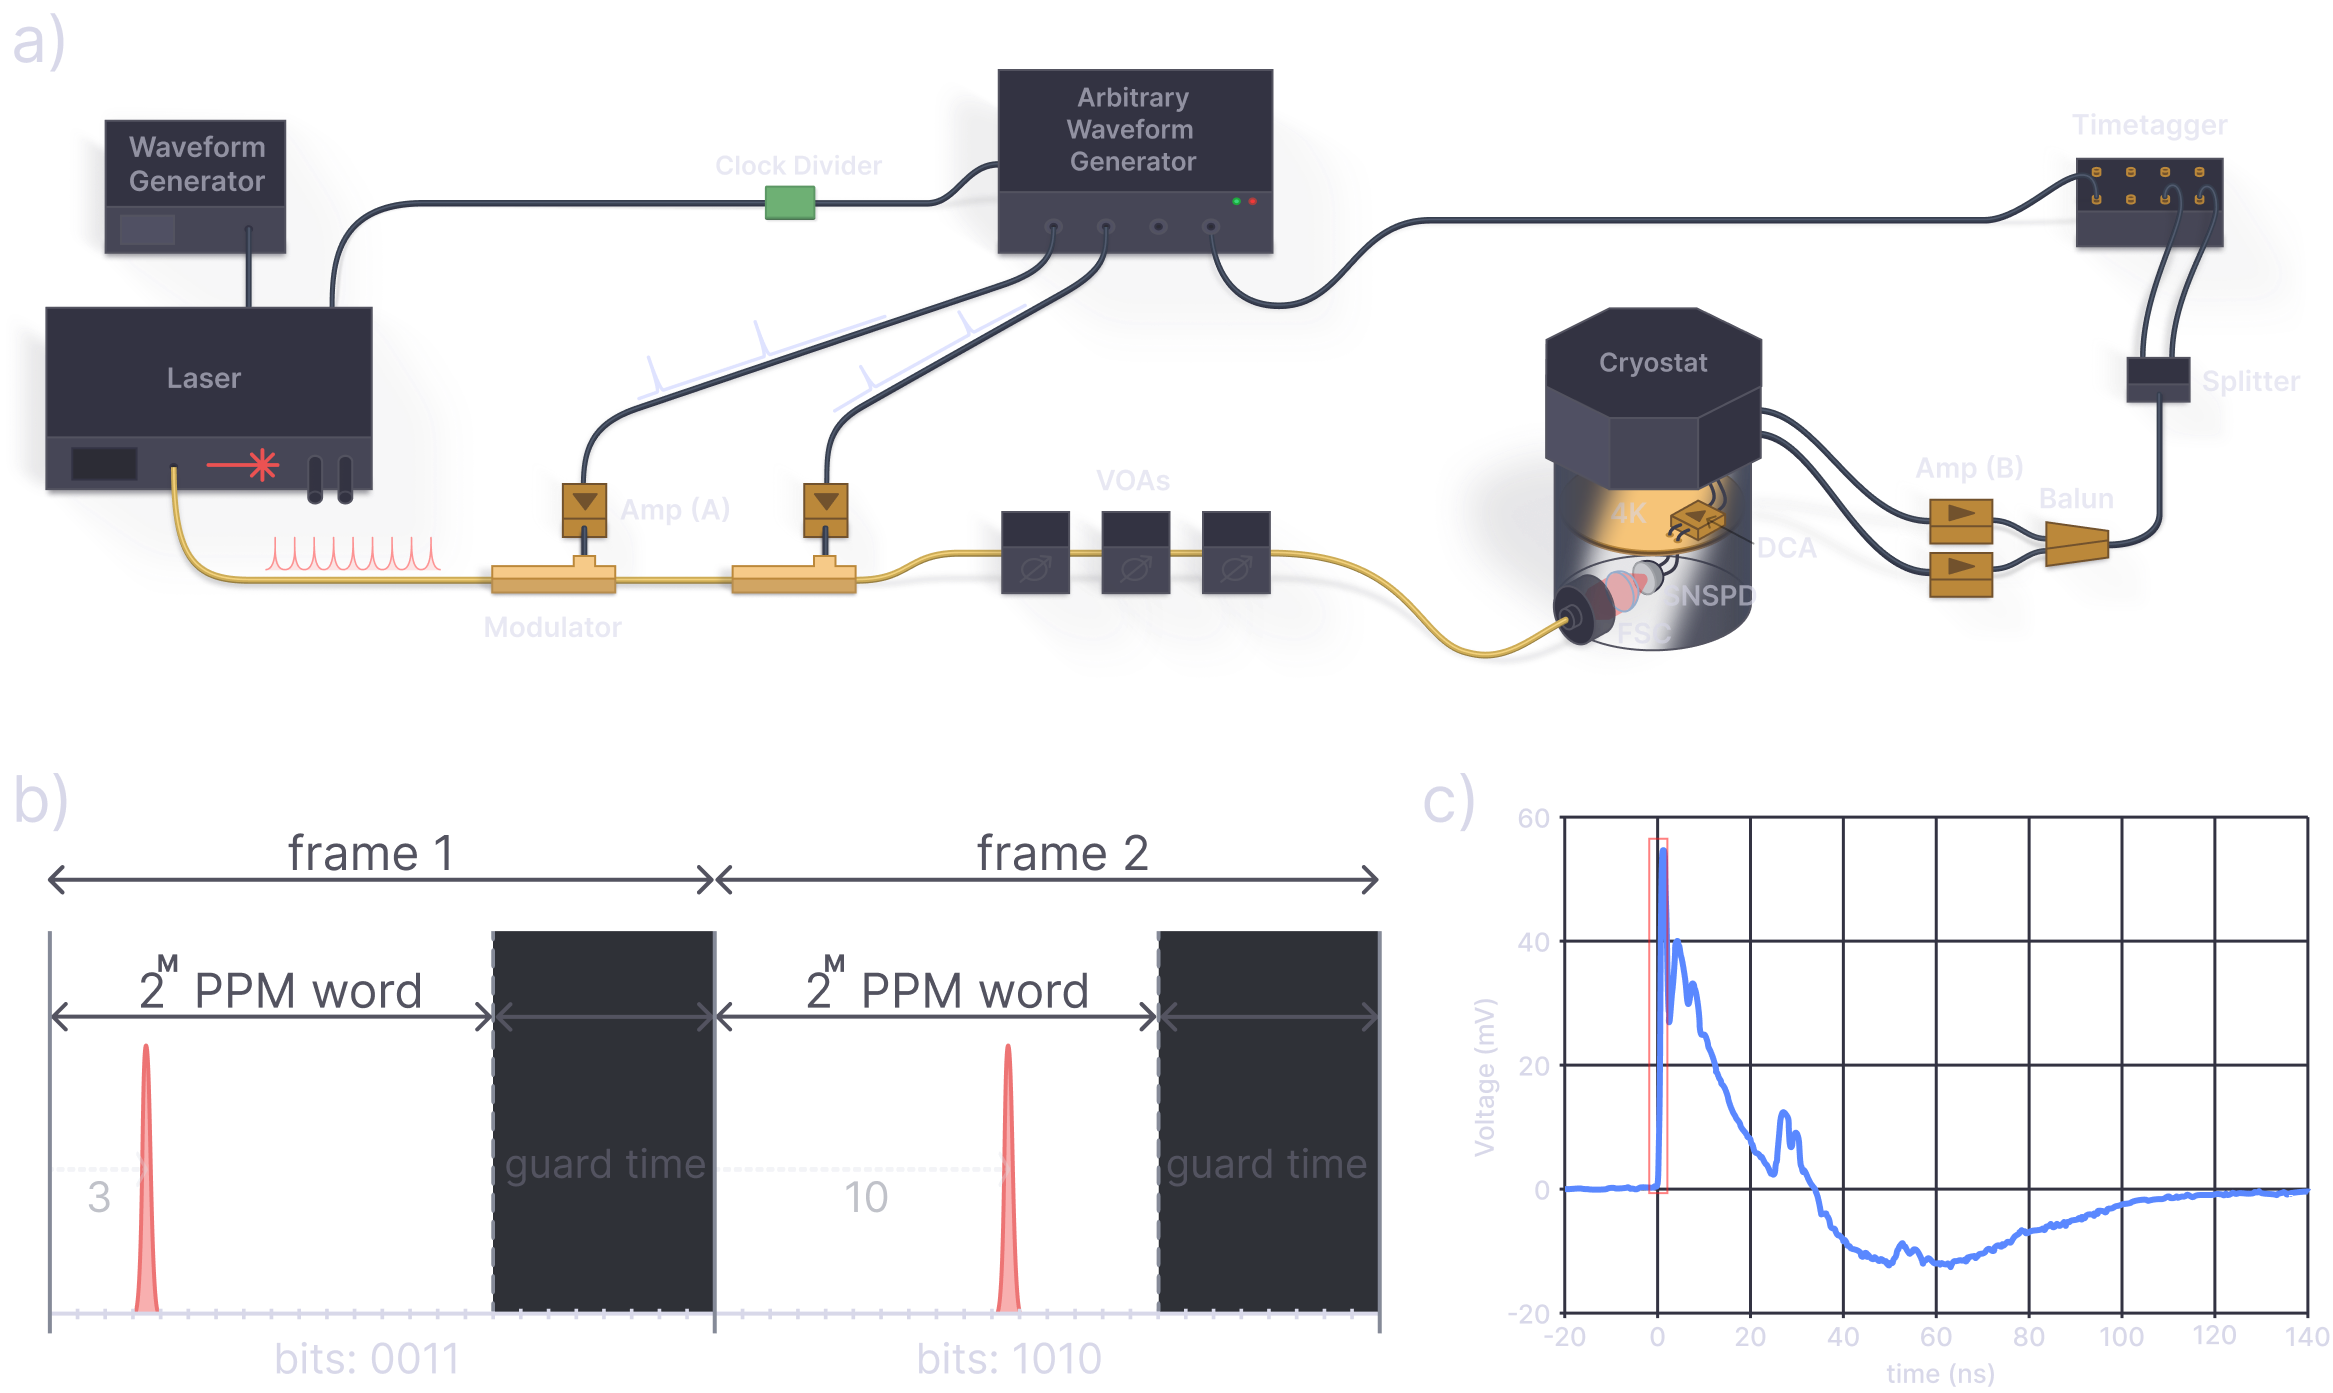 a)
Waveform
Generator
Laser
Clock Divider
Arbitrary
Waveform
Generator
Timetagger
Splitter
Cryostat
4K
DCA
SNSPD
FSC
Amp (B)
Balun
Amp (A)
VOAs
Modulator
b)
frame 1
frame 2
2^M PPM word
2^M PPM word
guard time
guard time
3
10
bits: 0011
bits: 1010
c)
60
40
20
0
-20
Voltage (mV)
-20 0 20 40 60 80 100 120 140
time (ns)